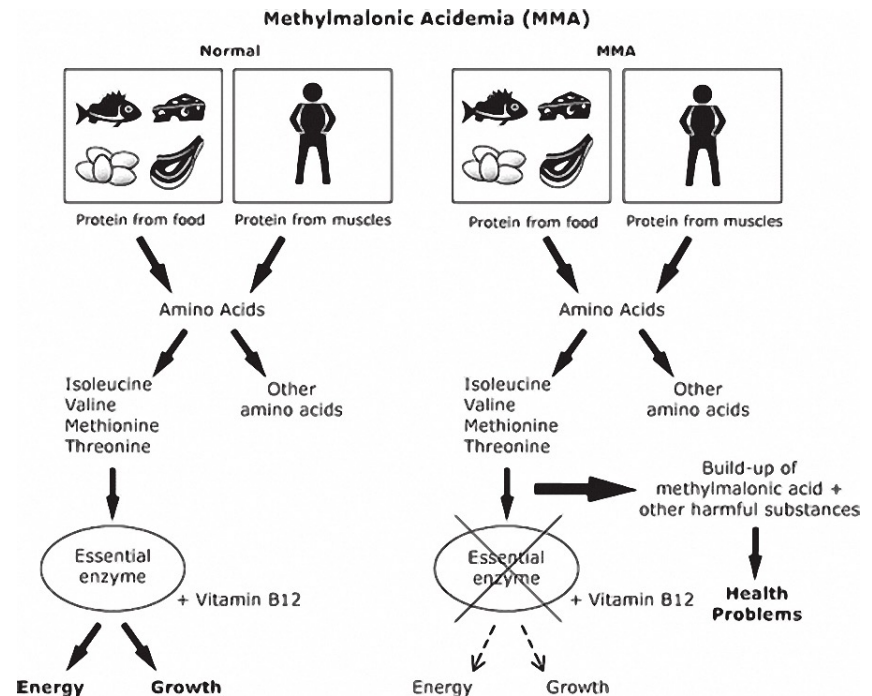 Methylmalonic Acidemia (MMA)
Normal
Protein from food
Protein from muscles
Amino Acids
Isoleucine
Valine
Methionine
Threonine
Other
amino acids
Essential
enzyme
+ Vitamin B12
Energy
Growth
MMA
Protein from food
Protein from muscles
Amino Acids
Isoleucine
Valine
Methionine
Threonine
Other
amino acids
Build-up of
methylmalonic acid +
other harmful substances
Essential
enzyme
+ Vitamin B12
Health
Problems
Energy
Growth